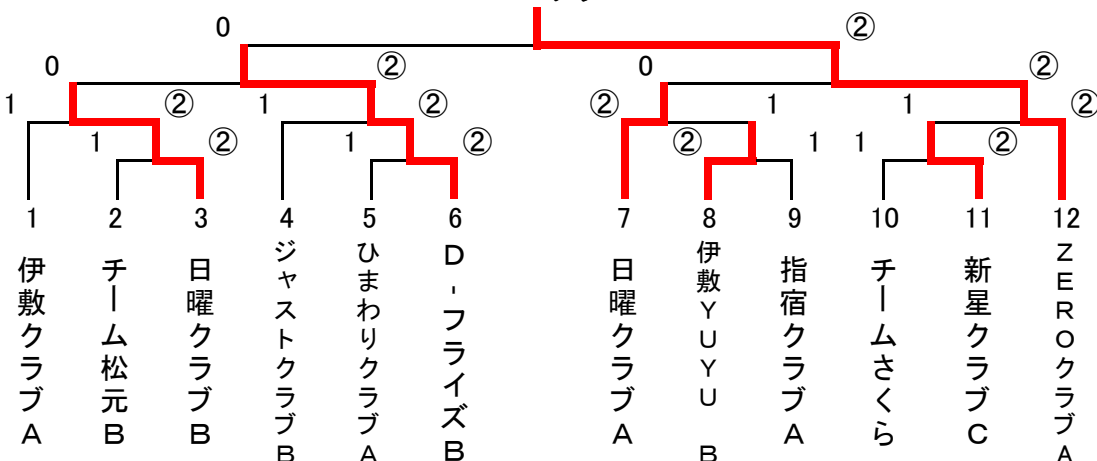 0
②
0
②
0
②
1
②
1
②
②
1
1
②
1
②
1
②
②
1
1
②
1
2
3
4
5
6
7
8
9
10
11
12
伊敷クラブA
チーム松元B
日曜クラブB
ジャストクラブB
ひまわりクラブA
D-フライズB
日曜クラブA
伊敷YUYU B
指宿クラブA
チームさくら
新星クラブC
ZEROクラブA